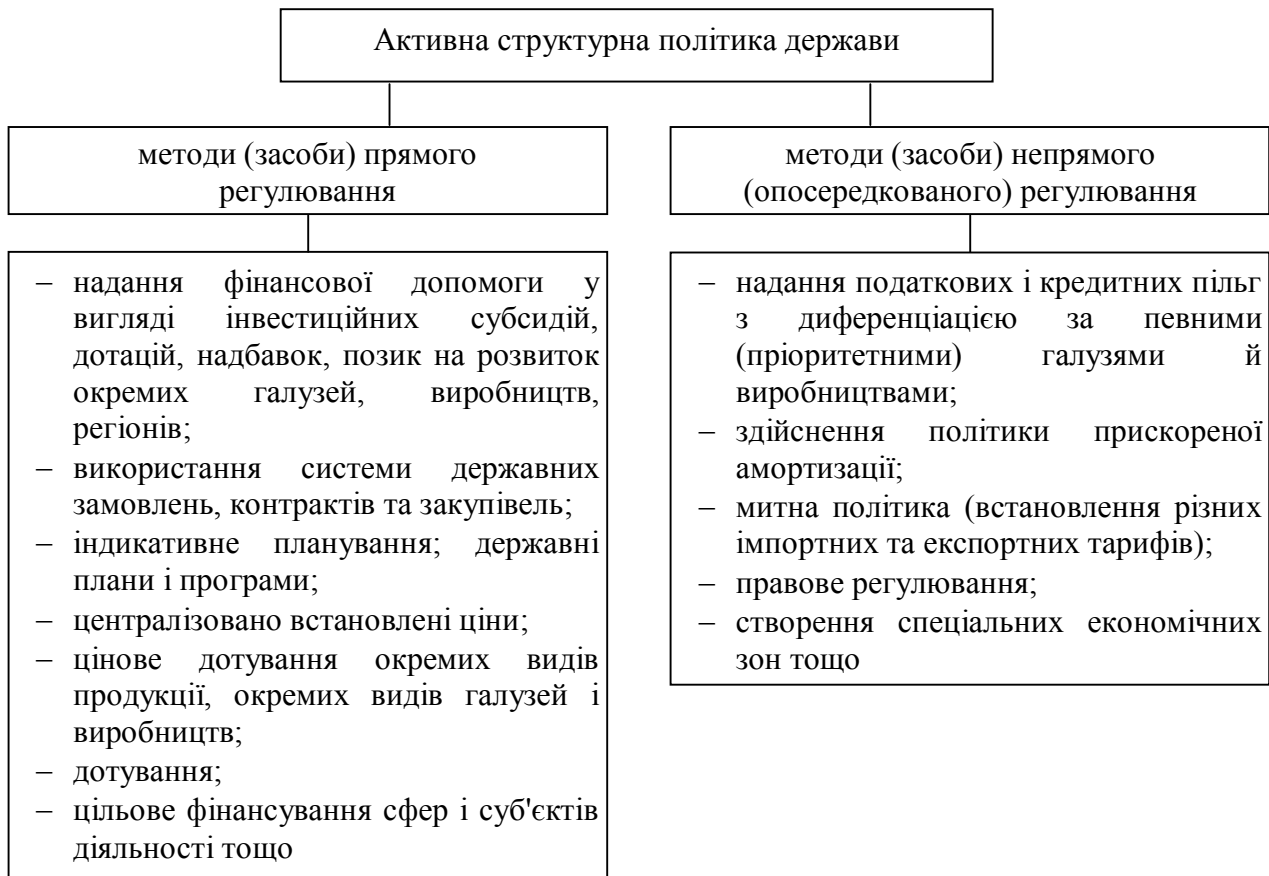 Активна структурна політика держави
методи (засоби) прямого
регулювання
– надання фінансової допомоги у
вигляді інвестиційних субсидій,
дотацій, надбавок, позик на розвиток
окремих галузей, виробництв,
регіонів;
– використання системи державних
замовлень, контрактів та закупівель;
– індикативне планування; державні
плани і програми;
– централізовано встановлені ціни;
– цінове дотування окремих видів
продукції, окремих видів галузей і
виробництв;
– дотування;
– цільове фінансування сфер і суб'єктів
діяльності тощо
методи (засоби) непрямого
(опосередкованого) регулювання
– надання податкових і кредитних пільг
з диференціацією за певними
(пріоритетними) галузями й
виробництвами;
– здійснення політики прискореної
амортизації;
– митна політика (встановлення різних
імпортних та експортних тарифів);
– правове регулювання;
– створення спеціальних економічних
зон тощо